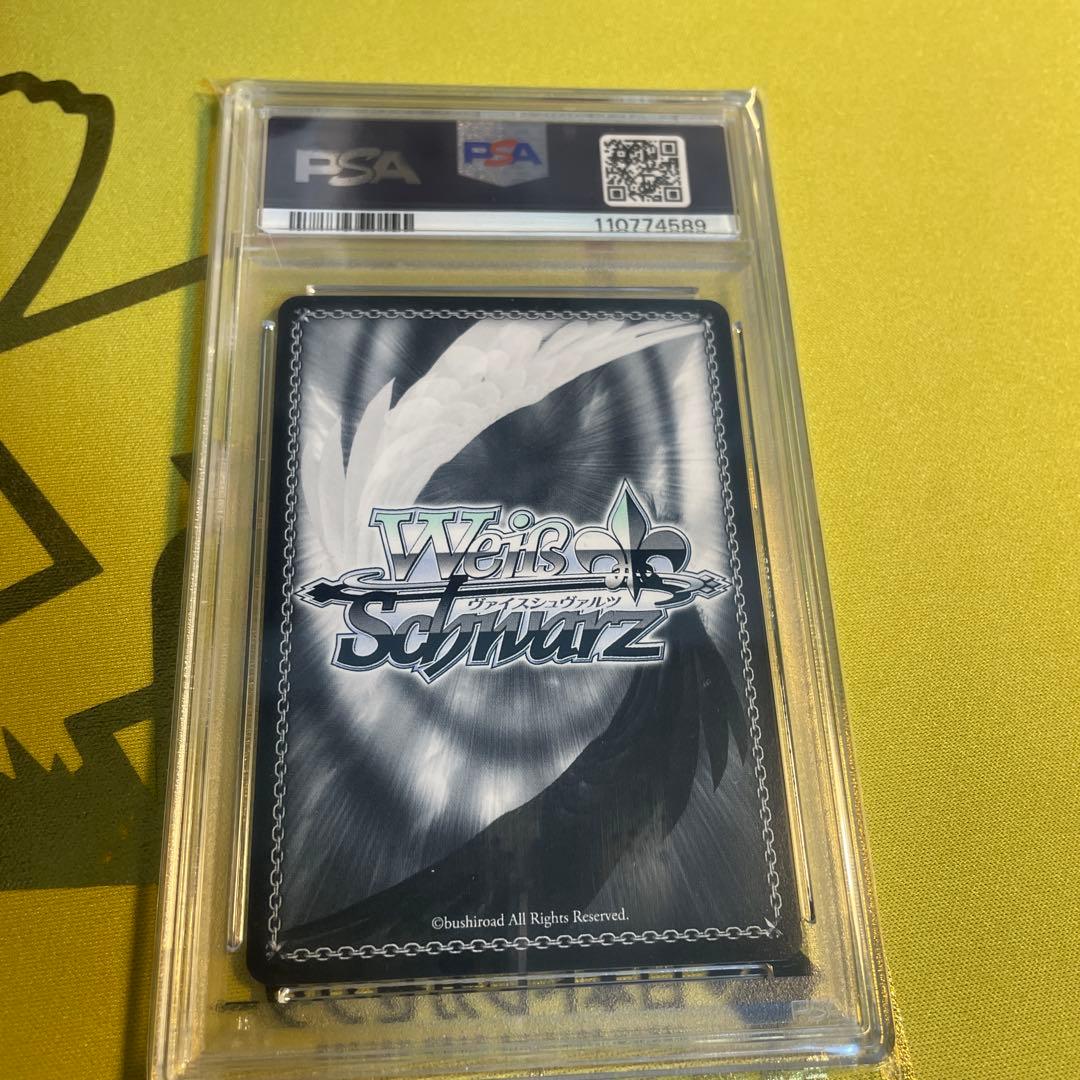 PSA PSA
110774589
Weiß
ヴァイスシュヴァルツ
Schwarz
©bushiroad All Rights Reserved.